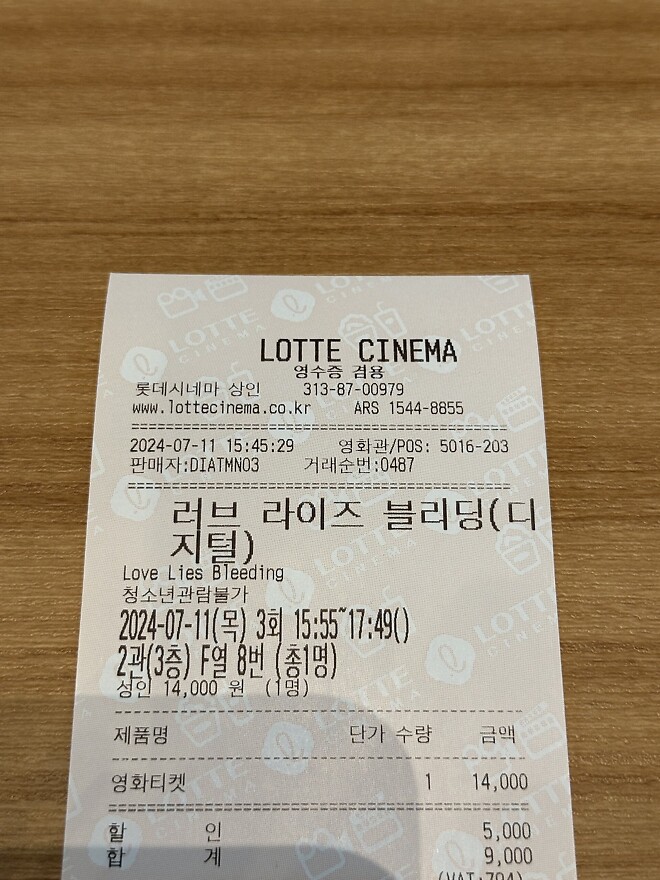 LOTTE CINEMA
영수증 겸용
롯데시네마 상인 313-87-00979
www.lottecinema.co.kr ARS 1544-8855
========================================
2024-07-11 15:45:29 영화관/POS: 5016-203
판매자:DIATMN03 거래순번:0487
========================================
러브 라이즈 블리딩(디
지털)
Love Lies Bleeding
청소년관람불가
2024-07-11(목) 3회 15:55~17:49()
2관(3층) F열 8번 (총1명)
성인 14,000 원 (1명)
----------------------------------------
제품명 단가 수량 금액
----------------------------------------
영화티켓 1 14,000
========================================
할 인 5,000
합 계 9,000